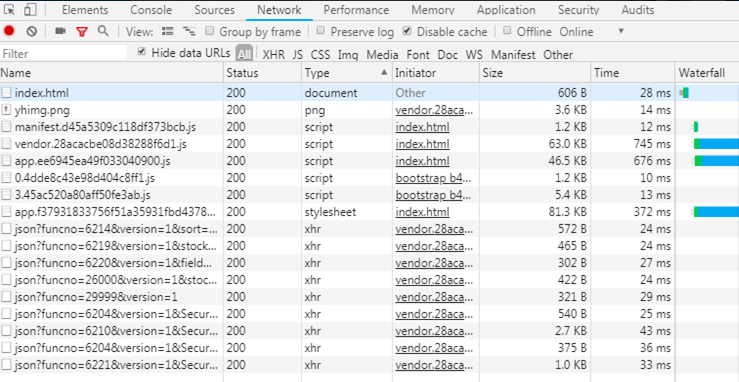 Elements Console Sources Network Performance Memory Application Security Audits
View: Group by frame Preserve log Disable cache Offline Online
Filter Hide data URLs All XHR JS CSS Img Media Font Doc WS Manifest Other
Name Status Type Initiator Size Time Waterfall
index.html 200 document Other 606 B 28 ms
yhimg.png 200 png vendor.28aca... 3.6 KB 14 ms
manifest.d45a5309c118df373bcb.js 200 script index.html 1.2 KB 12 ms
vendor.28acacbe08d38288f6d1.js 200 script index.html 63.0 KB 745 ms
app.ee6945ea49f033040900.js 200 script index.html 46.5 KB 676 ms
0.4dde8c43e98d404c8ff1.js 200 script bootstrap b4... 1.2 KB 10 ms
3.45ac520a80aff50fe3ab.js 200 script bootstrap b4... 5.4 KB 13 ms
app.f37931833756f51a35931fbd4378... 200 stylesheet index.html 81.3 KB 372 ms
json?funcno=6214&version=1&sort=... 200 xhr vendor.28aca... 572 B 24 ms
json?funcno=6219&version=1&stock... 200 xhr vendor.28aca... 465 B 24 ms
json?funcno=6220&version=1&field... 200 xhr vendor.28aca... 302 B 27 ms
json?funcno=26000&version=1&stoc... 200 xhr vendor.28aca... 422 B 24 ms
json?funcno=29999&version=1 200 xhr vendor.28aca... 321 B 29 ms
json?funcno=6204&version=1&Secur... 200 xhr vendor.28aca... 540 B 25 ms
json?funcno=6210&version=1&Secur... 200 xhr vendor.28aca... 2.7 KB 43 ms
json?funcno=6204&version=1&Secur... 200 xhr vendor.28aca... 375 B 36 ms
json?funcno=6221&version=1&Secur... 200 xhr vendor.28aca... 1.0 KB 33 ms